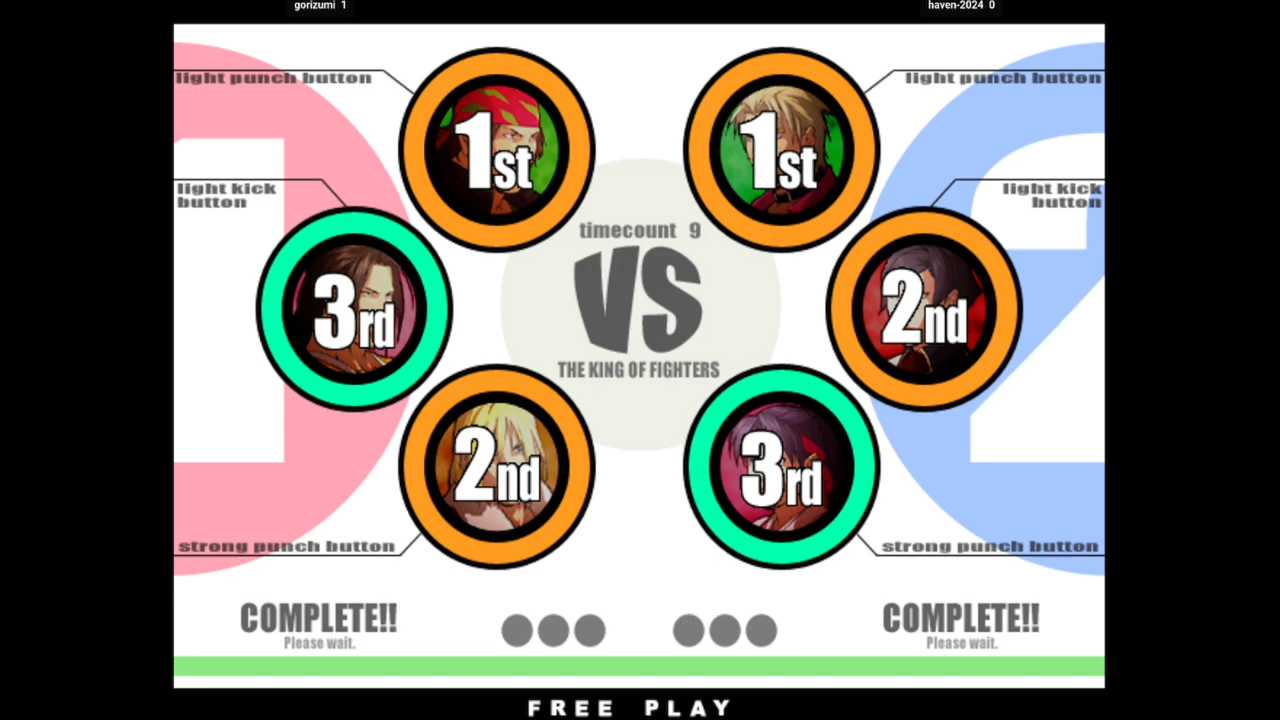 gorizumi 1
haven-2024 0
light punch button
light punch button
1st
1st
light kick
button
light kick
button
timecount 9
VS
THE KING OF FIGHTERS
3rd
2nd
2nd
3rd
strong punch button
strong punch button
COMPLETE!!
Please wait.
COMPLETE!!
Please wait.
1
2
FREE PLAY